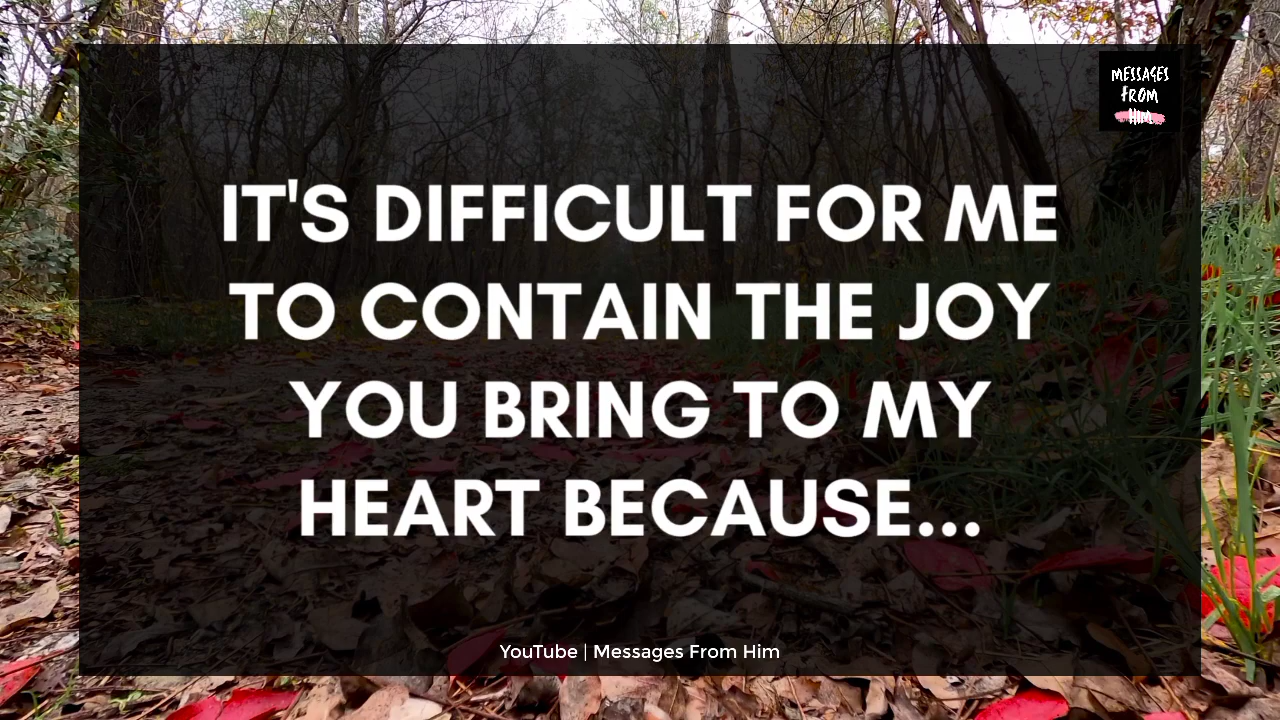 MESSAGES
FROM
HIM
IT'S DIFFICULT FOR ME
TO CONTAIN THE JOY
YOU BRING TO MY
HEART BECAUSE...
YouTube | Messages From Him